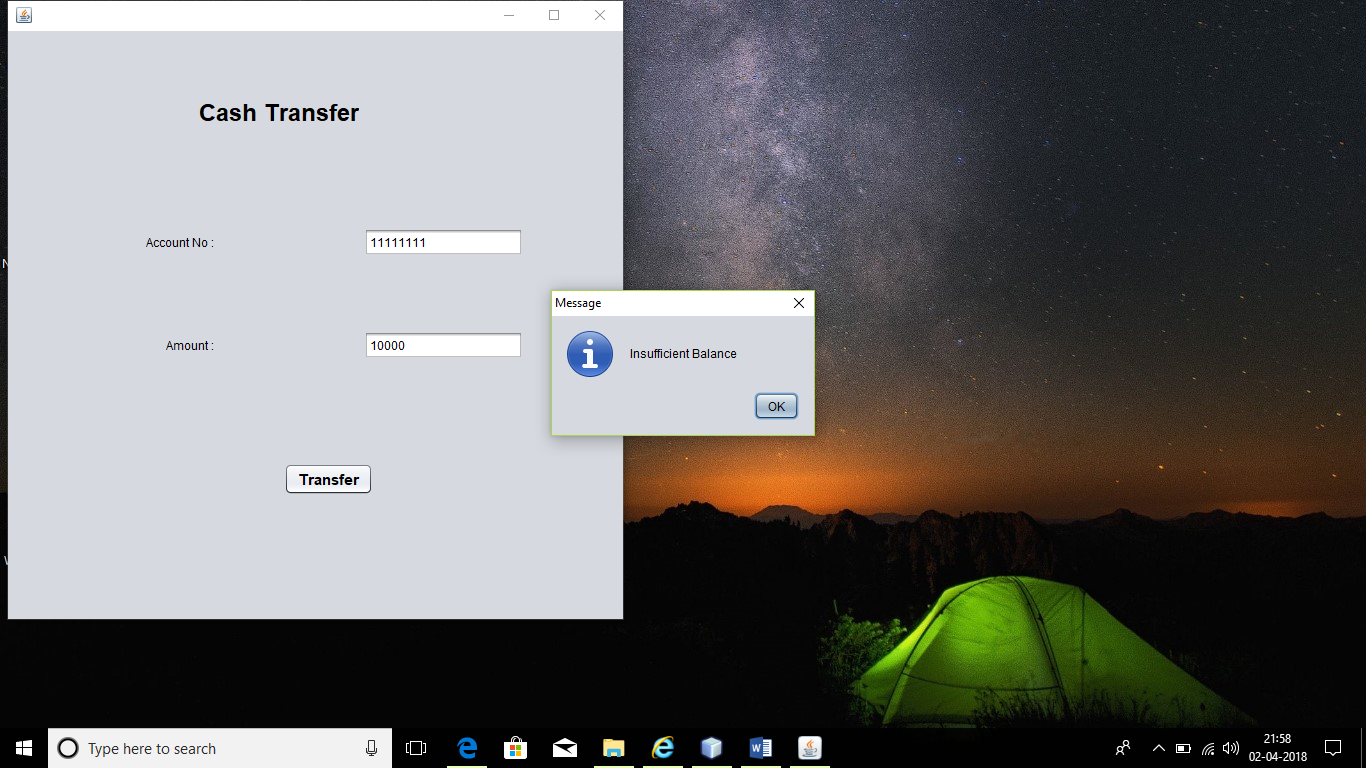 Cash Transfer
Account No :
11111111
Amount :
10000
Transfer
Message
Insufficient Balance
OK
Type here to search
21:58
02-04-2018